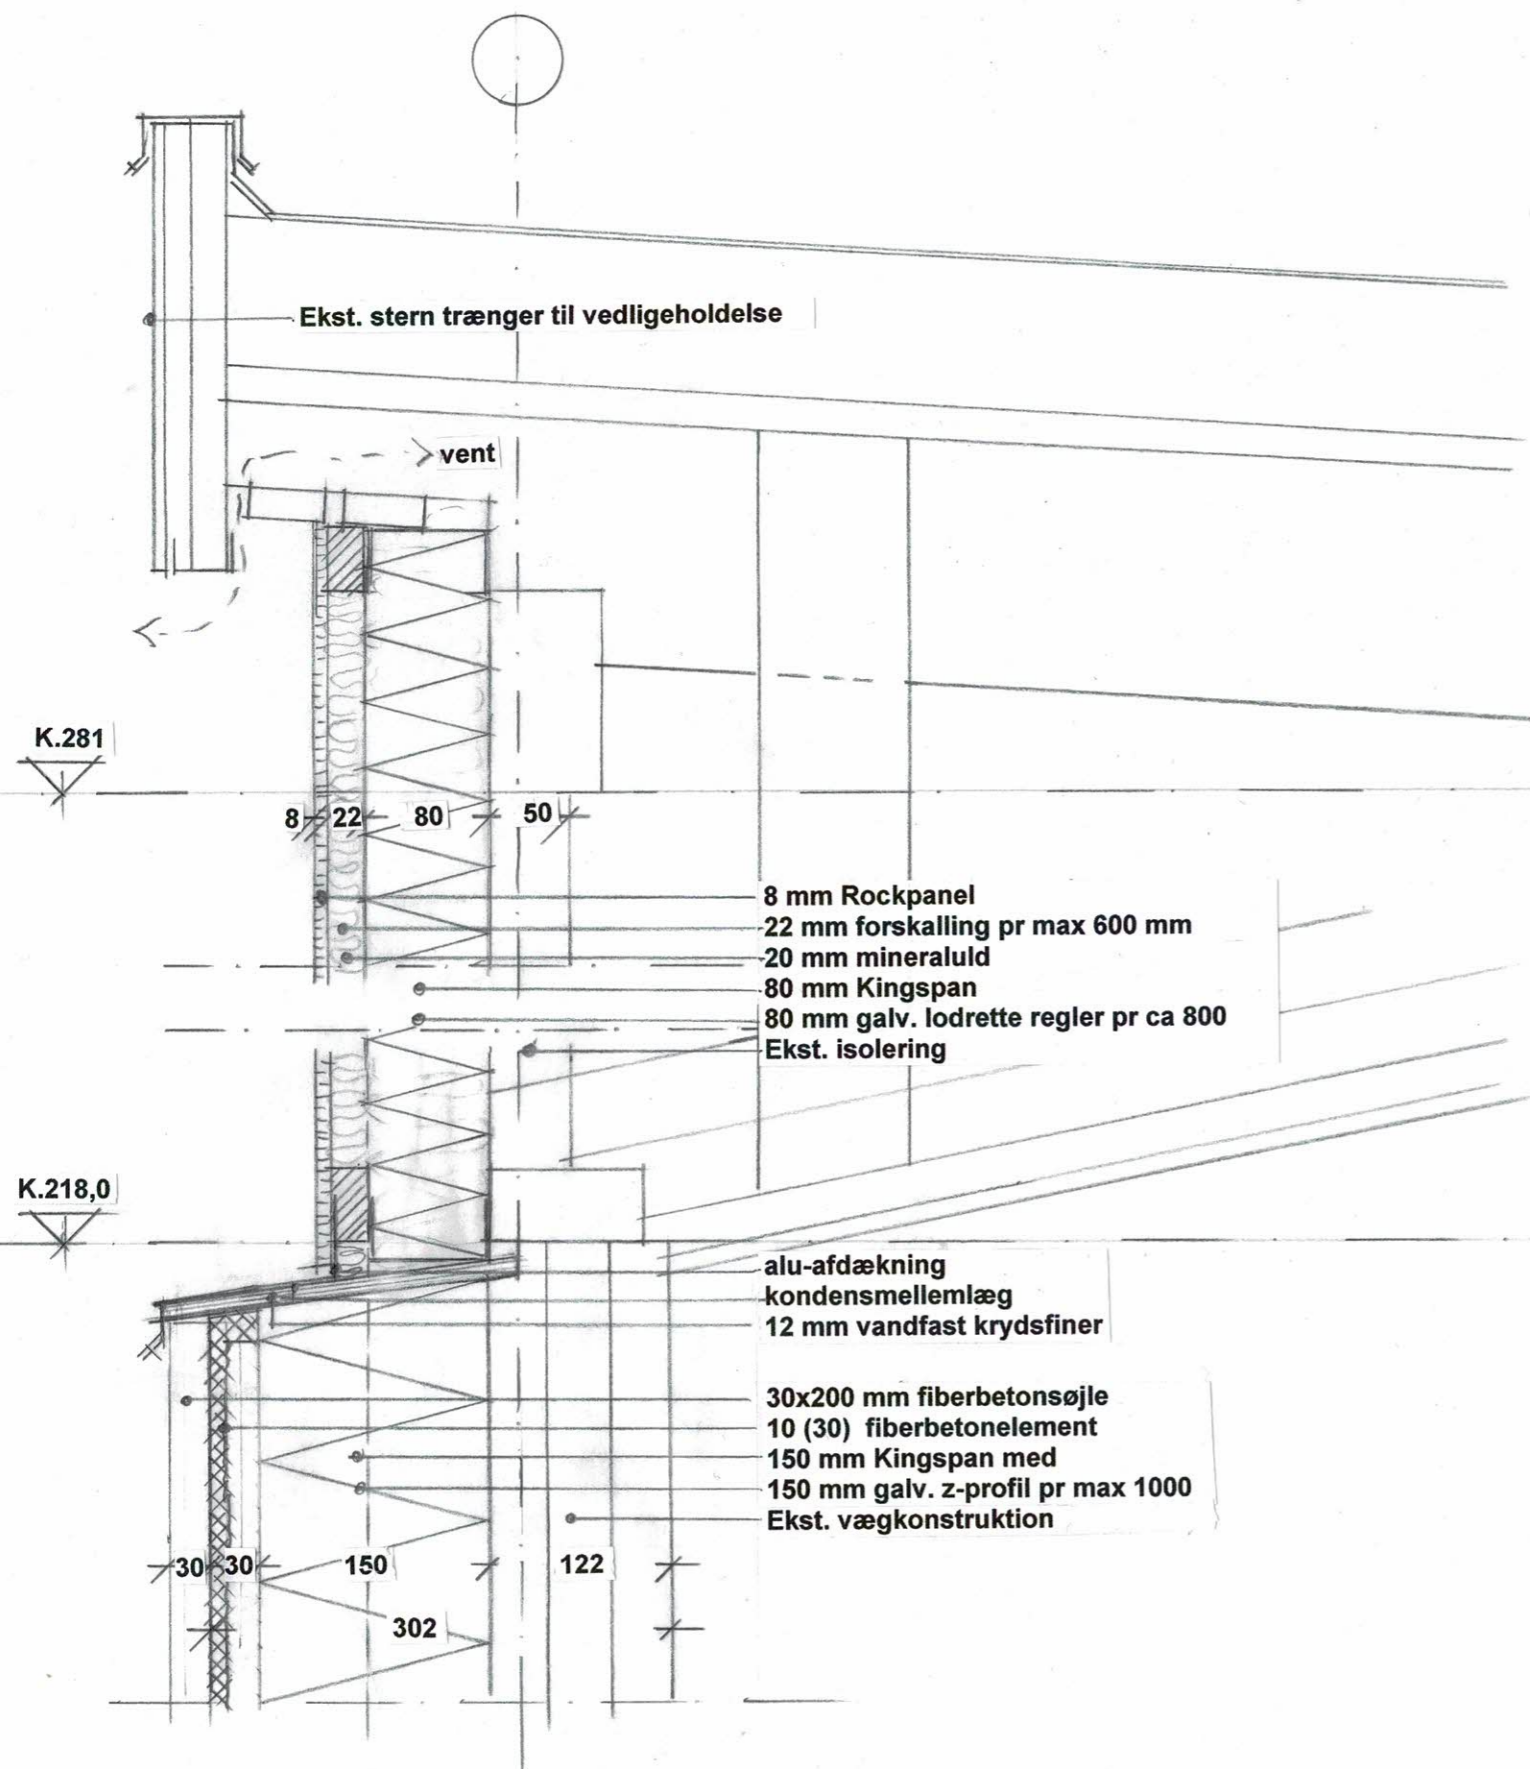 Ekst. stern trænger til vedligeholdelse
vent
K.281
8 22 80 50
8 mm Rockpanel
22 mm forskalling pr max 600 mm
20 mm mineraluld
80 mm Kingspan
80 mm galv. lodrette regler pr ca 800
Ekst. isolering
K.218,0
alu-afdækning
kondensmellemlæg
12 mm vandfast krydsfiner
30x200 mm fiberbetonsøjle
10 (30) fiberbetonelement
150 mm Kingspan med
150 mm galv. z-profil pr max 1000
Ekst. vægkonstruktion
30 30 150 122
302